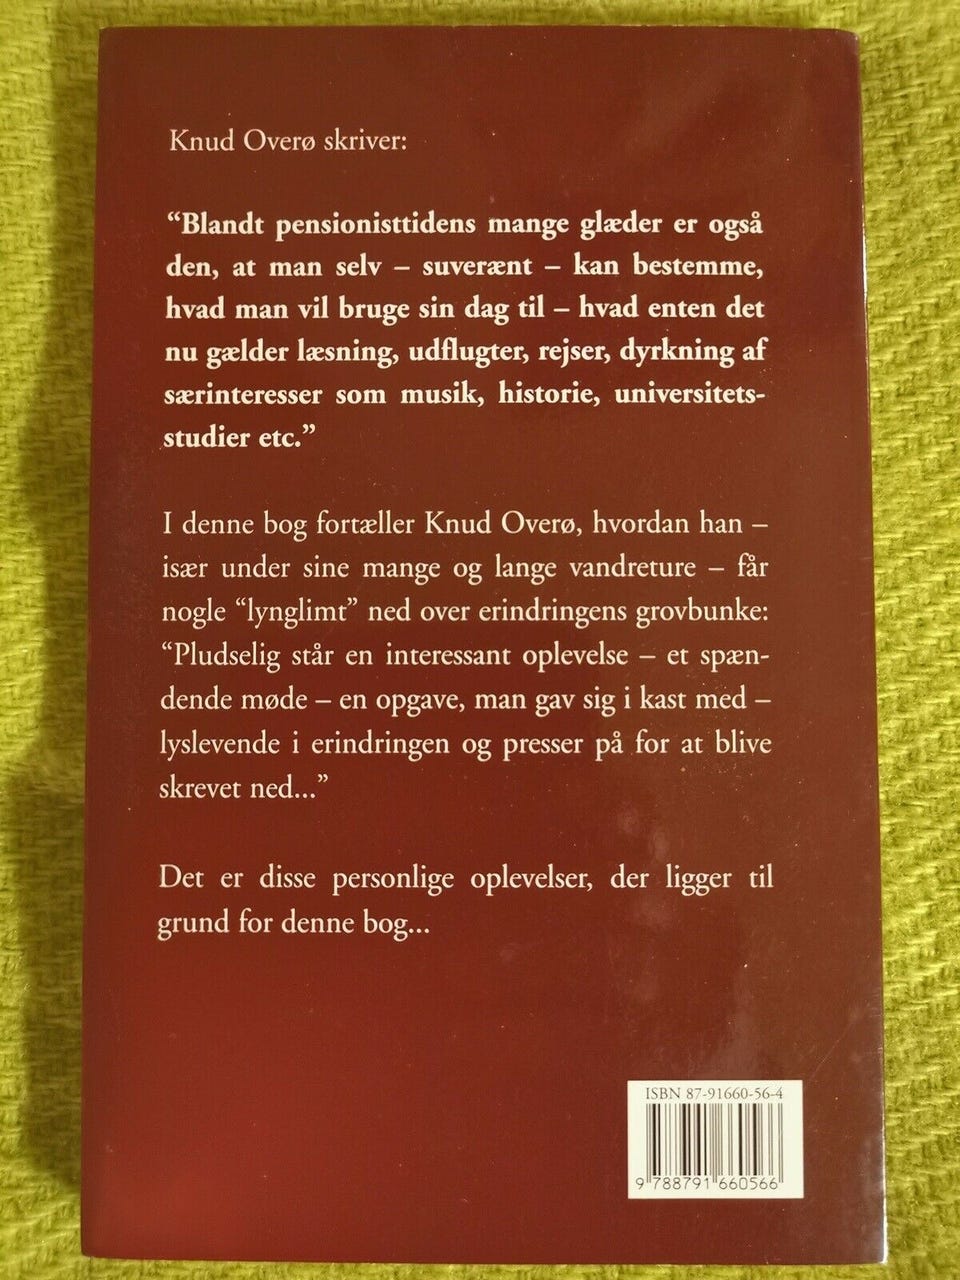 Knud Overø skriver:
“Blandt pensionisttidens mange glæder er også
den, at man selv – suverænt – kan bestemme,
hvad man vil bruge sin dag til – hvad enten det
nu gælder læsning, udflugter, rejser, dyrkning af
særinteresser som musik, historie, universitets-
studier etc.”
I denne bog fortæller Knud Overø, hvordan han –
især under sine mange og lange vandreture – får
nogle “lynglimt” ned over erindringens grovbunke:
“Pludselig står en interessant oplevelse – et spæn-
dende møde – en opgave, man gav sig i kast med –
lyslevende i erindringen og presser på for at blive
skrevet ned...”
Det er disse personlige oplevelser, der ligger til
grund for denne bog...
ISBN 87-91660-56-4
9 788791 660566